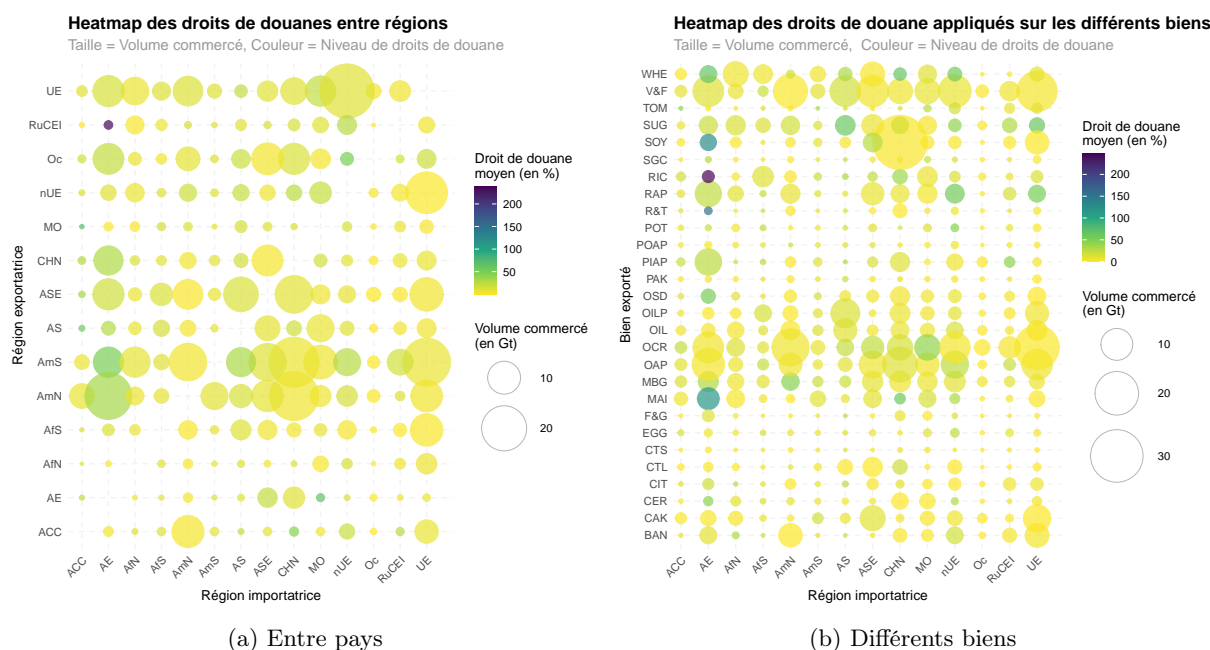 Heatmap des droits de douanes entre régions
Taille = Volume commercé, Couleur = Niveau de droits de douane
Région exportatrice
UE
RuCEI
Oc
nUE
MO
CHN
ASE
AS
AmS
AmN
AfS
AfN
AE
ACC
ACC AE AfN AfS AmN AmS AS ASE CHN MO nUE Oc RuCEI UE
Région importatrice
Droit de douane
moyen (en %)
200
150
100
50
Volume commercé
(en Gt)
10
20
(a) Entre pays
Heatmap des droits de douane appliqués sur les différents biens
Taille = Volume commercé, Couleur = Niveau de droits de douane
Bien exporté
WHE
V&F
TOM
SUG
SOY
SGC
RIC
RAP
R&T
POT
POAP
PIAP
PAK
OSD
OILP
OIL
OCR
OAP
MBG
MAI
F&G
EGG
CTS
CTL
CIT
CER
CAK
BAN
ACC AE AfN AfS AmN AmS AS ASE CHN MO nUE Oc RuCEI UE
Région importatrice
Droit de douane
moyen (en %)
200
150
100
50
0
Volume commercé
(en Gt)
10
20
30
(b) Différents biens